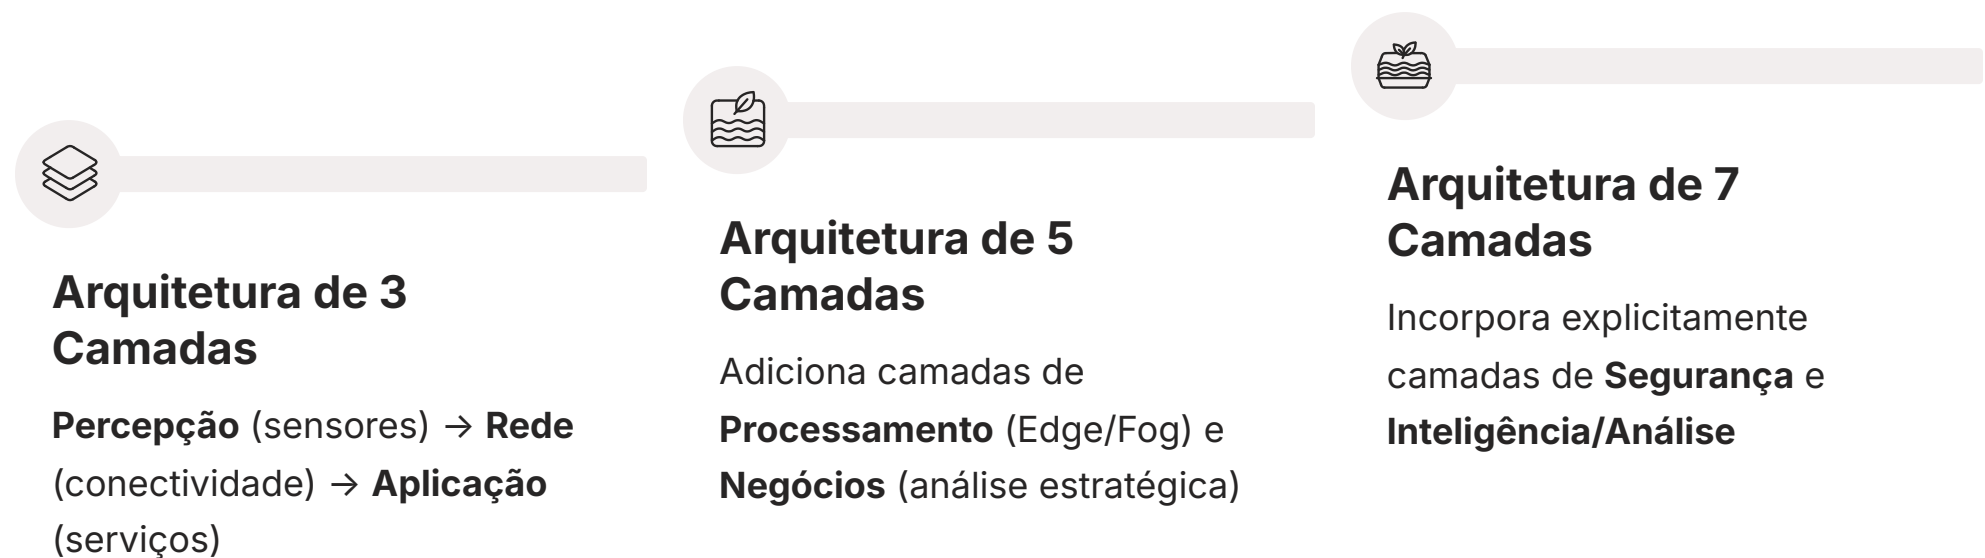 Arquitetura de 3
Camadas
Percepção (sensores) → Rede
(conectividade) → Aplicação
(serviços)
Arquitetura de 5
Camadas
Adiciona camadas de
Processamento (Edge/Fog) e
Negócios (análise estratégica)
Arquitetura de 7
Camadas
Incorpora explicitamente
camadas de Segurança e
Inteligência/Análise